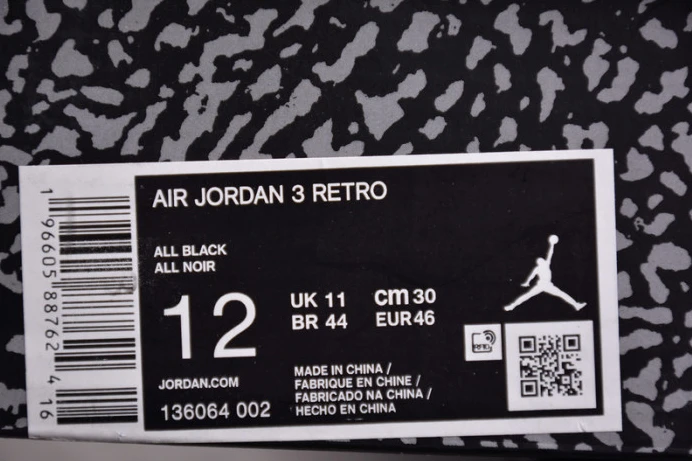 AIR JORDAN 3 RETRO
ALL BLACK
ALL NOIR
12
UK 11 cm 30
BR 44 EUR 46
JORDAN.COM
136064 002
MADE IN CHINA /
FABRIQUE EN CHINE /
FABRICADO NA CHINA /
HECHO EN CHINA
1 96605 88762 4 16